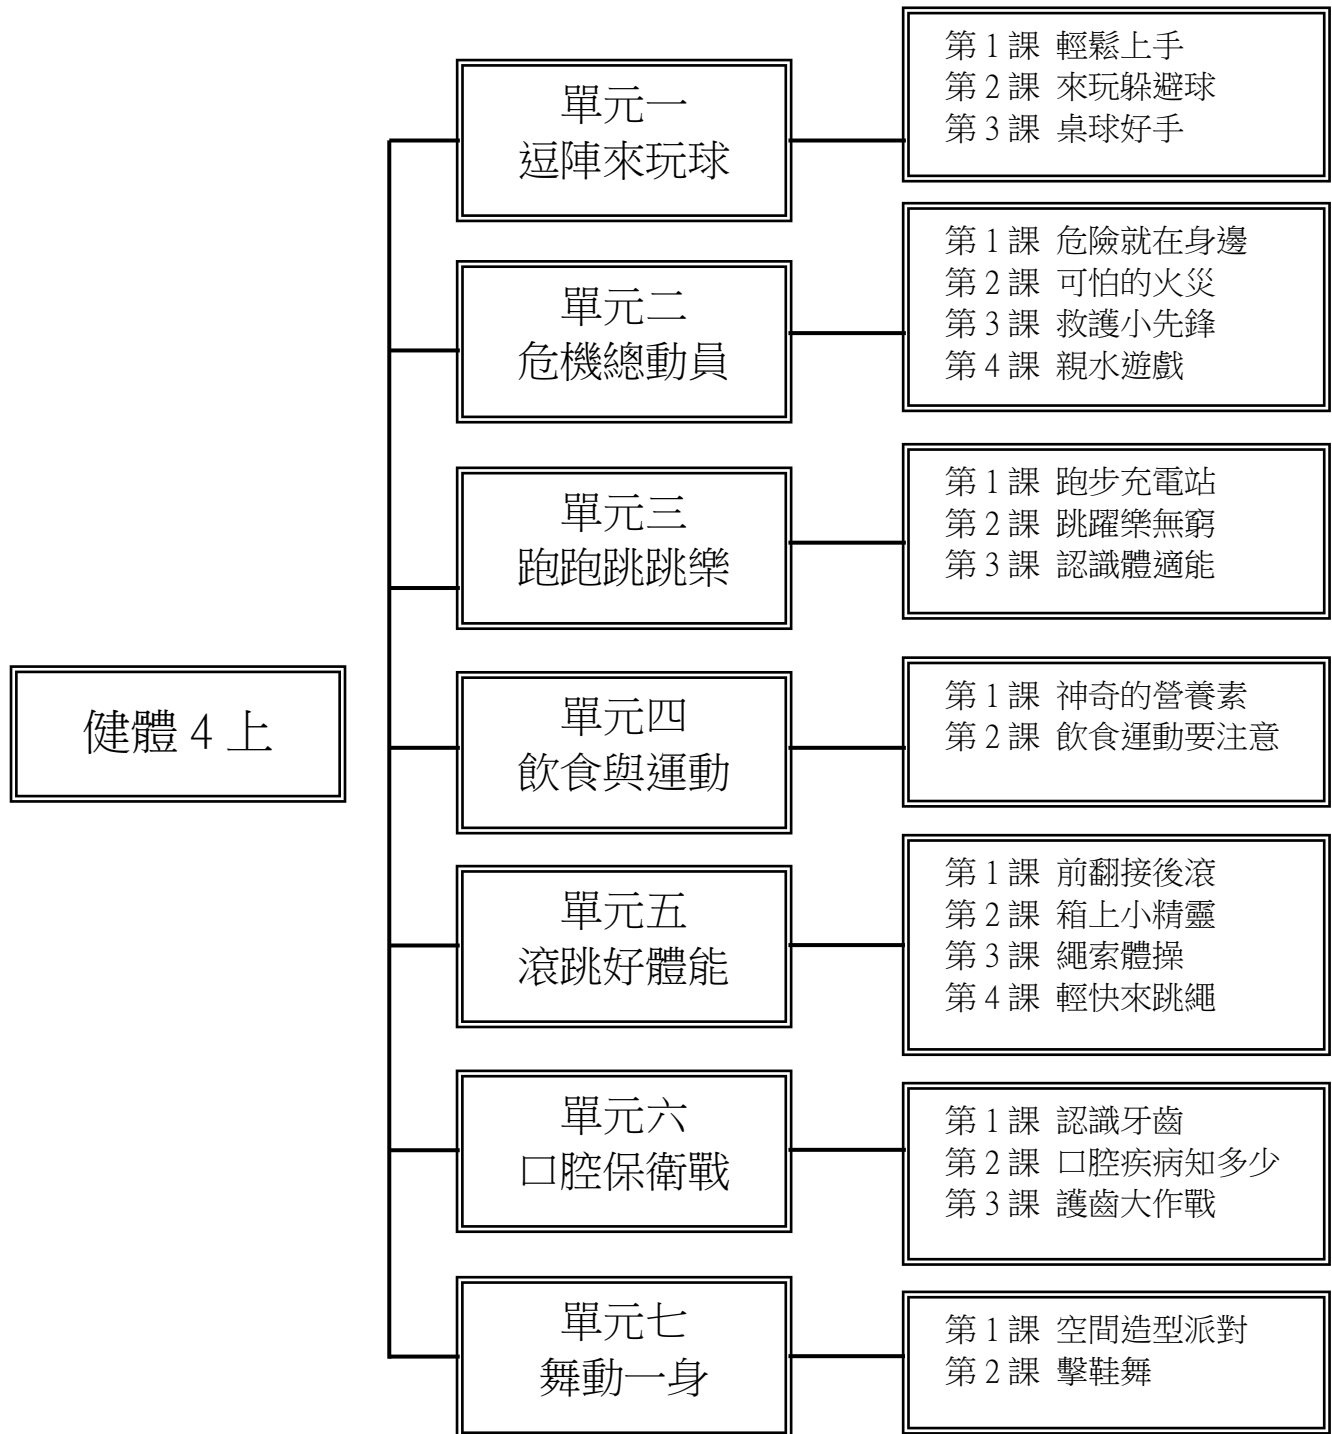 健體 4 上
單元一
逗陣來玩球
第 1 課 輕鬆上手
第 2 課 來玩躲避球
第 3 課 桌球好手
單元二
危機總動員
第 1 課 危險就在身邊
第 2 課 可怕的火災
第 3 課 救護小先鋒
第 4 課 親水遊戲
單元三
跑跑跳跳樂
第 1 課 跑步充電站
第 2 課 跳躍樂無窮
第 3 課 認識體適能
單元四
飲食與運動
第 1 課 神奇的營養素
第 2 課 飲食運動要注意
單元五
滾跳好體能
第 1 課 前翻接後滾
第 2 課 箱上小精靈
第 3 課 繩索體操
第 4 課 輕快來跳繩
單元六
口腔保衛戰
第 1 課 認識牙齒
第 2 課 口腔疾病知多少
第 3 課 護齒大作戰
單元七
舞動一身
第 1 課 空間造型派對
第 2 課 擊鞋舞